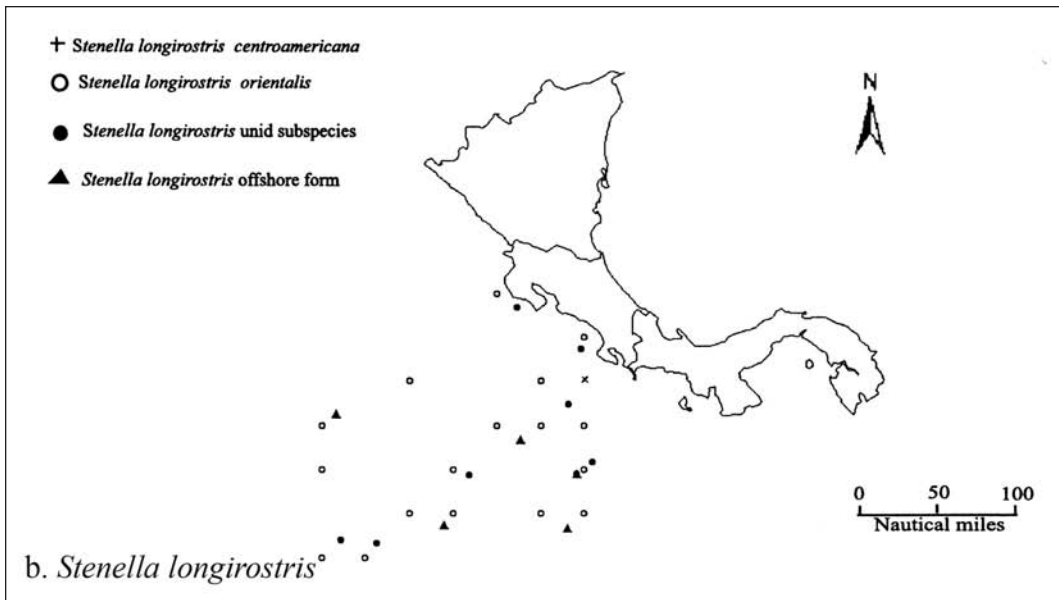 + Stenella longirostris centroamericana
Stenella longirostris orientalis
Stenella longirostris unid subspecies
Stenella longirostris offshore form
N
0 50 100
Nautical miles
b. Stenella longirostris